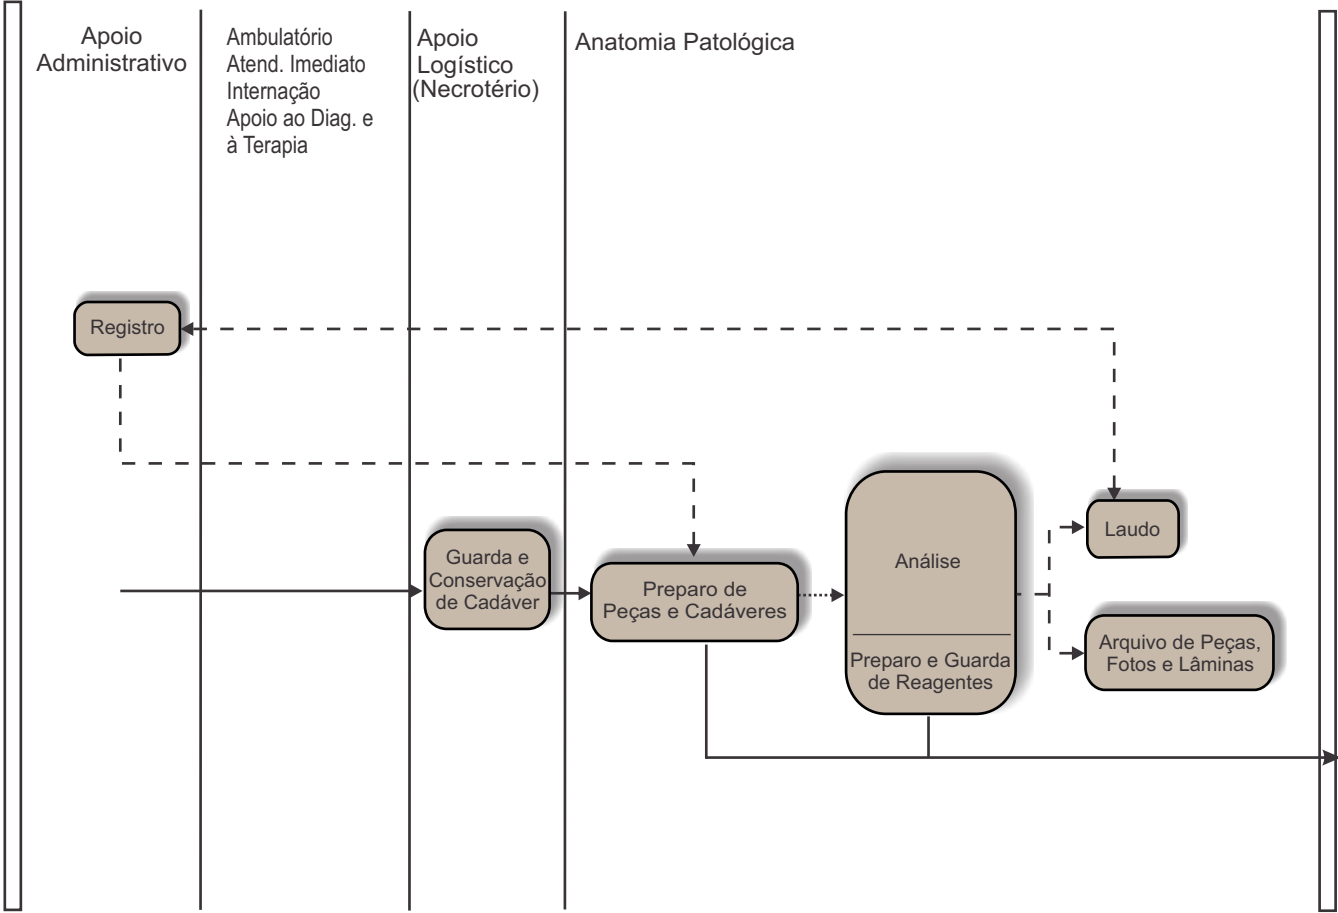 Apoio
Administrativo
Ambulatório
Atend. Imediato
Internação
Apoio ao Diag. e
à Terapia
Apoio
Logístico
(Necrotério)
Anatomia Patológica
Registro
Guarda e
Conservação
de Cadáver
Preparo de
Peças e Cadáveres
Análise
Preparo e Guarda
de Reagentes
Laudo
Arquivo de Peças,
Fotos e Lâminas